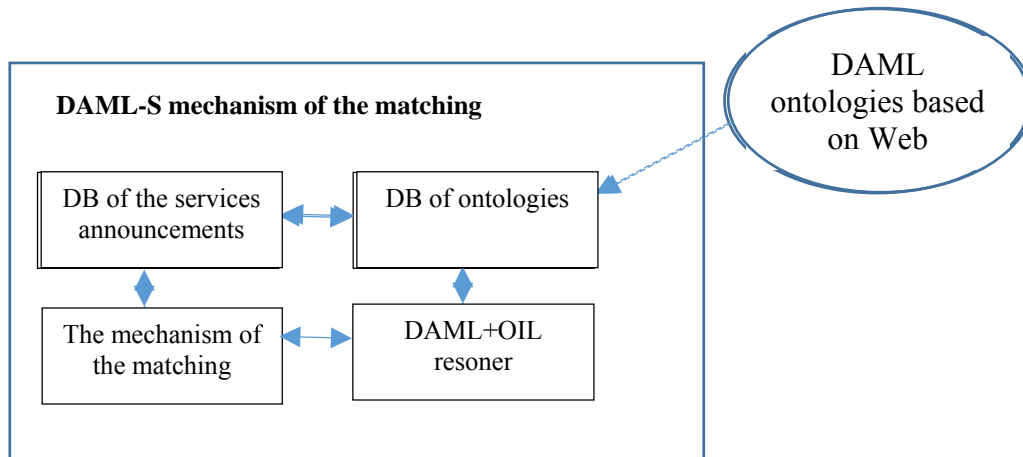 DAML
ontologies based
on Web
DAML-S mechanism of the matching
DB of the services
announcements
DB of ontologies
The mechanism of
the matching
DAML+OIL
resoner